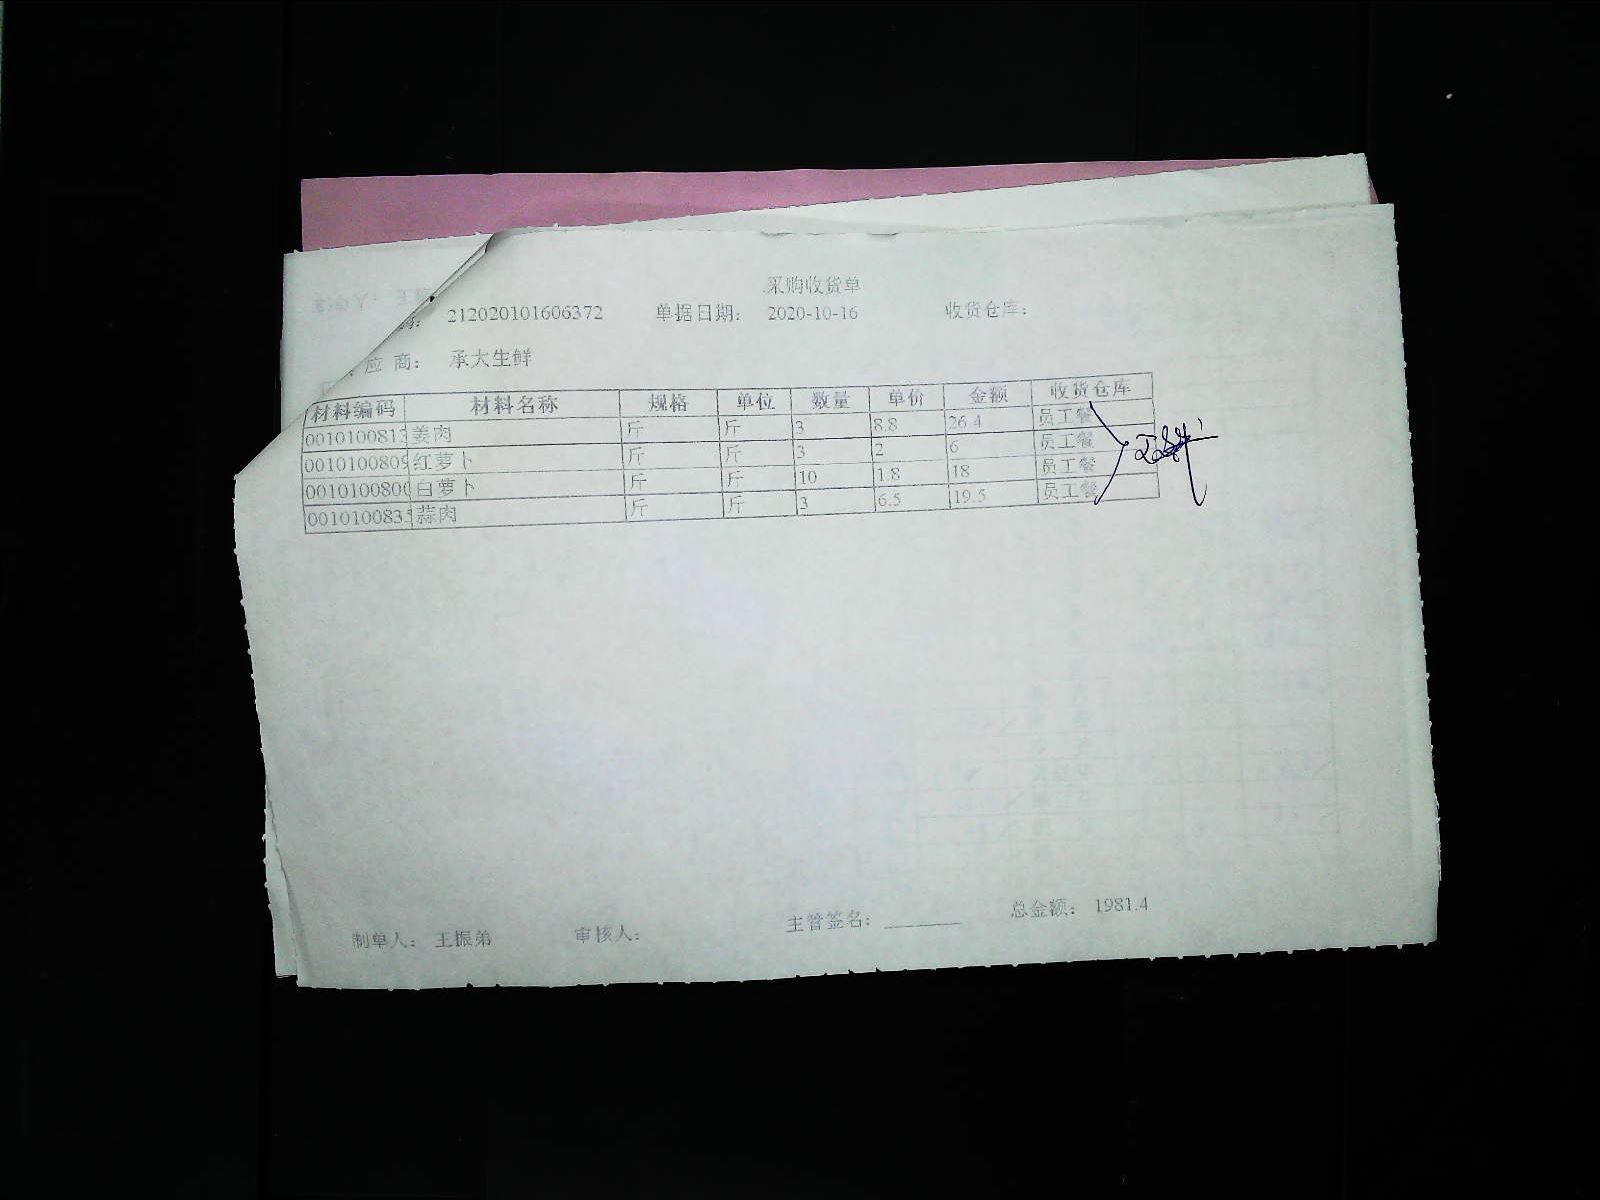 采购收货单
号: 212020101606372 单据日期: 2020-10-16 收货仓库:
应 商: 承大生鲜
材料编码 材料名称 规格 单位 数量 单价 金额 收货仓库
0010100813 姜肉 斤 斤 3 8.8 26.4 员工餐
0010100809 红萝卜 斤 斤 3 2 6 员工餐
0010100806 白萝卜 斤 斤 10 1.8 18 员工餐
0010100835 蒜肉 斤 斤 3 6.5 19.5 员工餐
制单人: 王振弟 审核人: 主管签名: 总金额: 1981.4